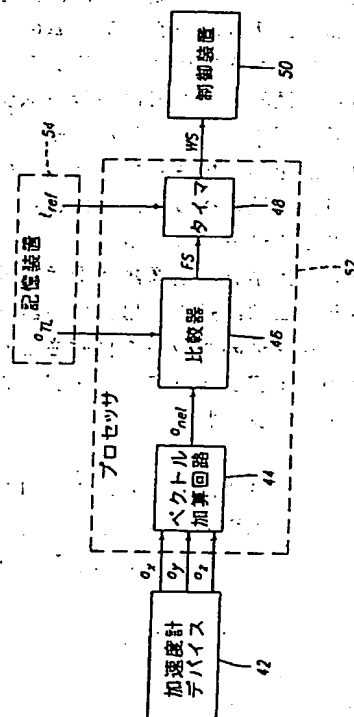 記憶装置
54
a_TL
t_ref
プロセッサ
加速度計
デバイス
42
a_x
a_y
a_z
ベクトル
加算回路
44
a_net
比較器
46
FS
タイマ
48
WS
制御装置
50
52